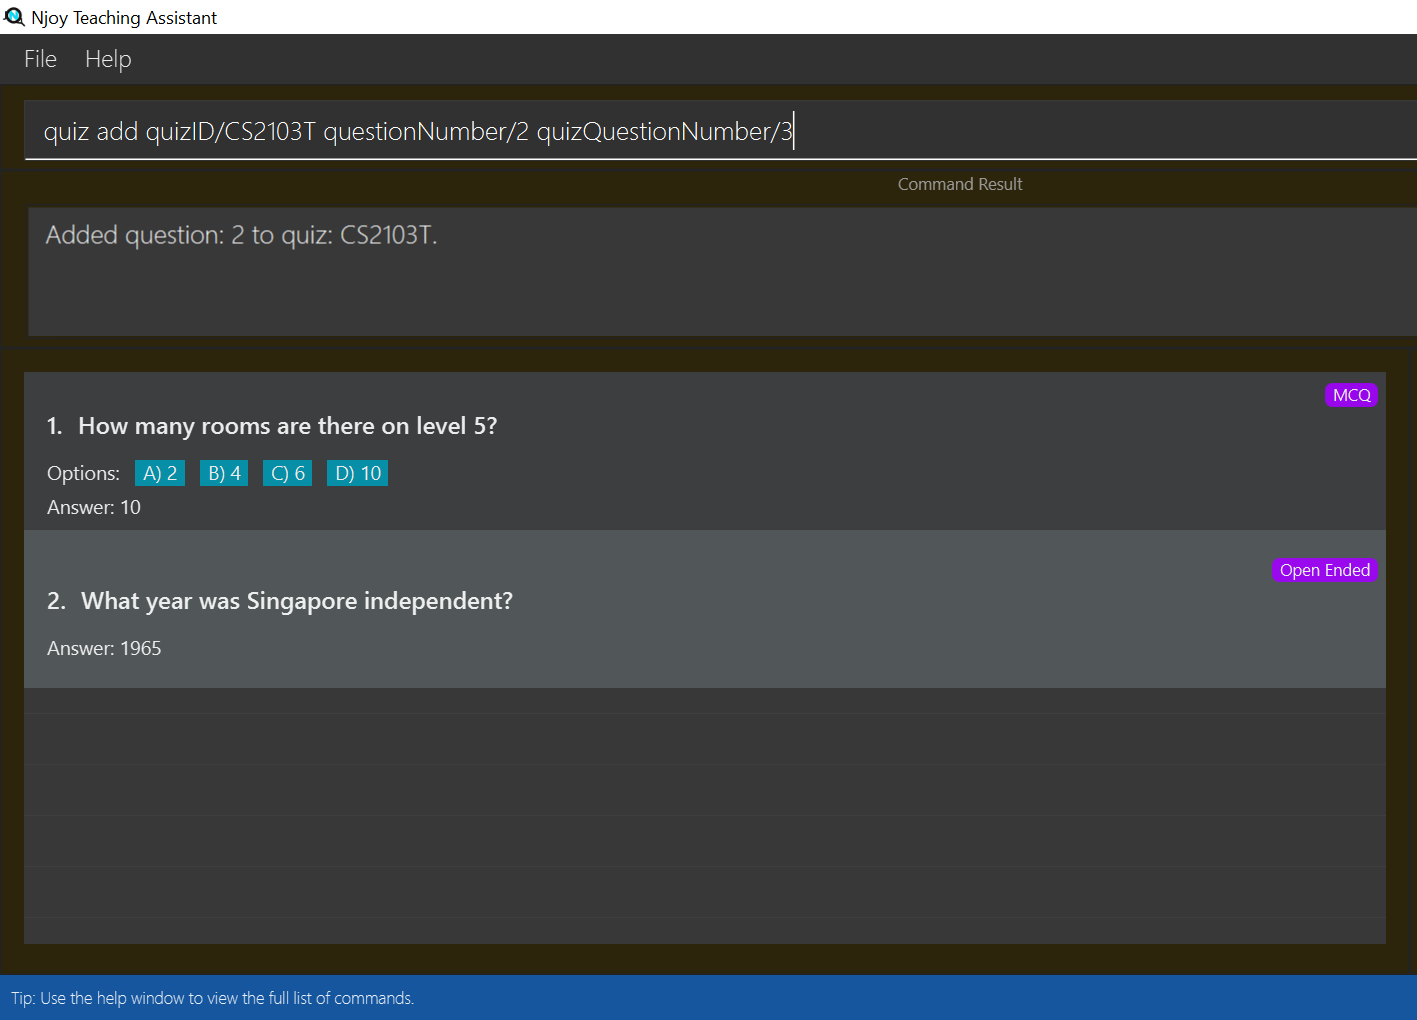 Njoy Teaching Assistant
File Help
quiz add quizID/CS2103T questionNumber/2 quizQuestionNumber/3
Command Result
Added question: 2 to quiz: CS2103T.
MCQ
1. How many rooms are there on level 5?
Options: A) 2 B) 4 C) 6 D) 10
Answer: 10
Open Ended
2. What year was Singapore independent?
Answer: 1965
Tip: Use the help window to view the full list of commands.